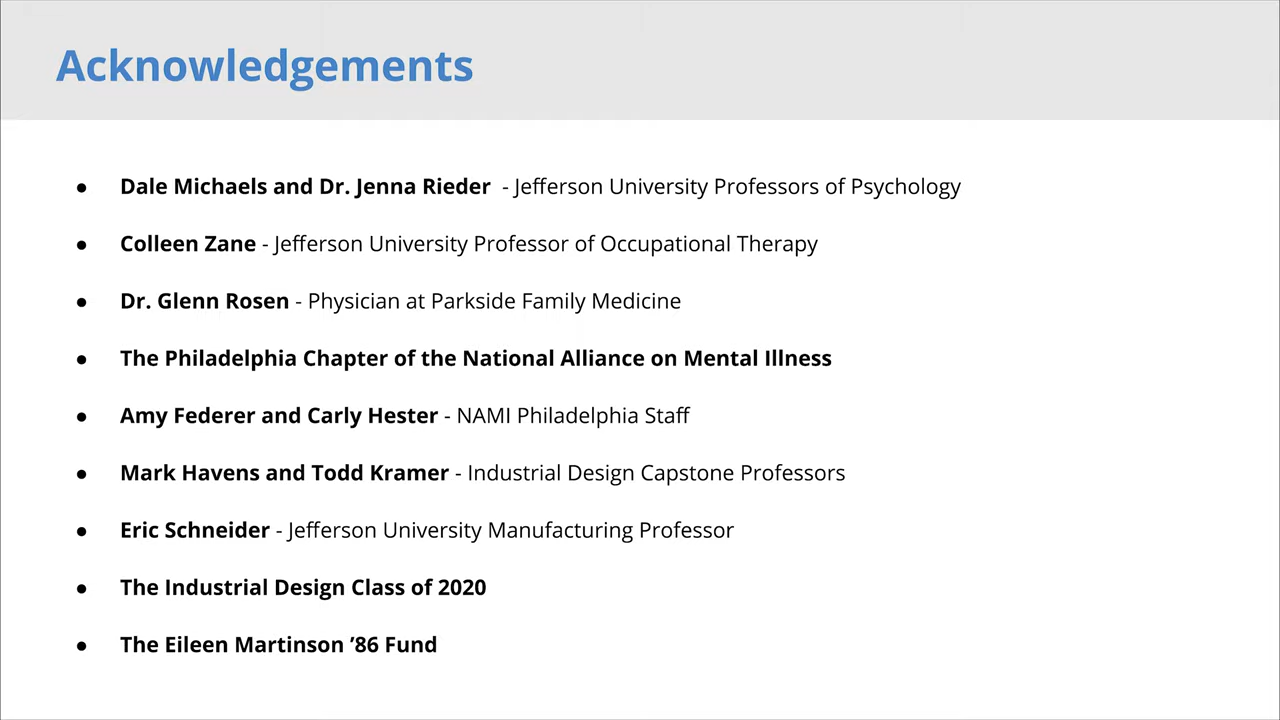 Acknowledgements
● Dale Michaels and Dr. Jenna Rieder - Jefferson University Professors of Psychology
● Colleen Zane - Jefferson University Professor of Occupational Therapy
● Dr. Glenn Rosen - Physician at Parkside Family Medicine
● The Philadelphia Chapter of the National Alliance on Mental Illness
● Amy Federer and Carly Hester - NAMI Philadelphia Staff
● Mark Havens and Todd Kramer - Industrial Design Capstone Professors
● Eric Schneider - Jefferson University Manufacturing Professor
● The Industrial Design Class of 2020
● The Eileen Martinson ’86 Fund